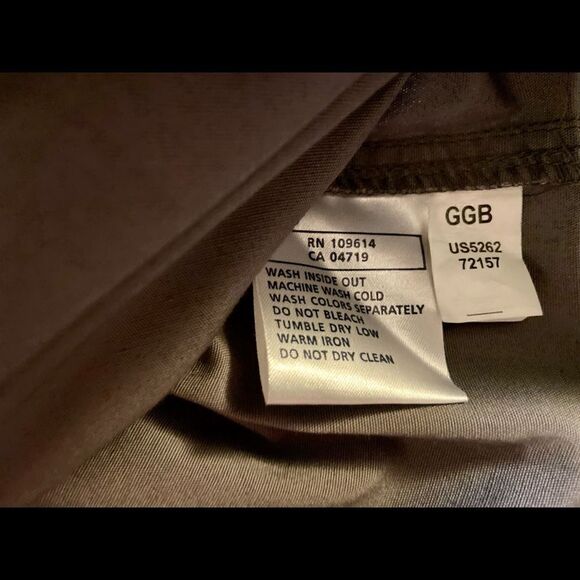 RN 109614
CA 04719
WASH INSIDE OUT
MACHINE WASH COLD
WASH COLORS SEPARATELY
DO NOT BLEACH
TUMBLE DRY LOW
WARM IRON
DO NOT DRY CLEAN
GGB
US5262
72157